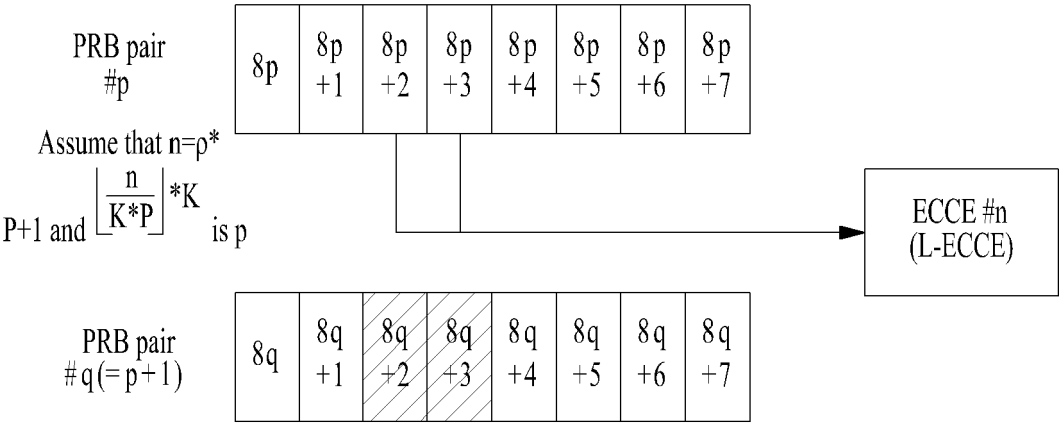 PRB pair
#p
8p
8p
+1
8p
+2
8p
+3
8p
+4
8p
+5
8p
+6
8p
+7
Assume that n=ρ*
P+1 and ⌊n/K*P⌋*K is p
ECCE #n
(L-ECCE)
PRB pair
#q(=p+1)
8q
8q
+1
8q
+2
8q
+3
8q
+4
8q
+5
8q
+6
8q
+7